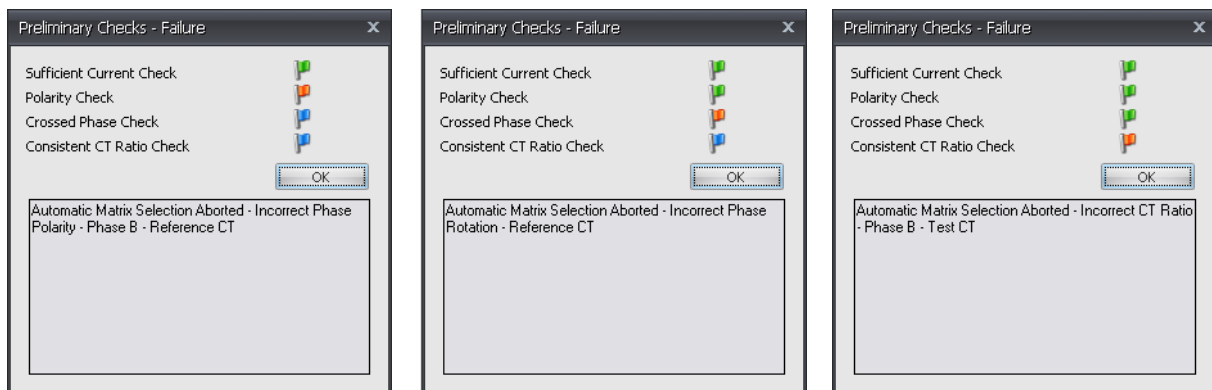 Preliminary Checks - Failure X
Sufficient Current Check
Polarity Check
Crossed Phase Check
Consistent CT Ratio Check
OK
Automatic Matrix Selection Aborted - Incorrect Phase
Polarity - Phase B - Reference CT
Preliminary Checks - Failure X
Sufficient Current Check
Polarity Check
Crossed Phase Check
Consistent CT Ratio Check
OK
Automatic Matrix Selection Aborted - Incorrect Phase
Rotation - Reference CT
Preliminary Checks - Failure X
Sufficient Current Check
Polarity Check
Crossed Phase Check
Consistent CT Ratio Check
OK
Automatic Matrix Selection Aborted - Incorrect CT Ratio
- Phase B - Test CT